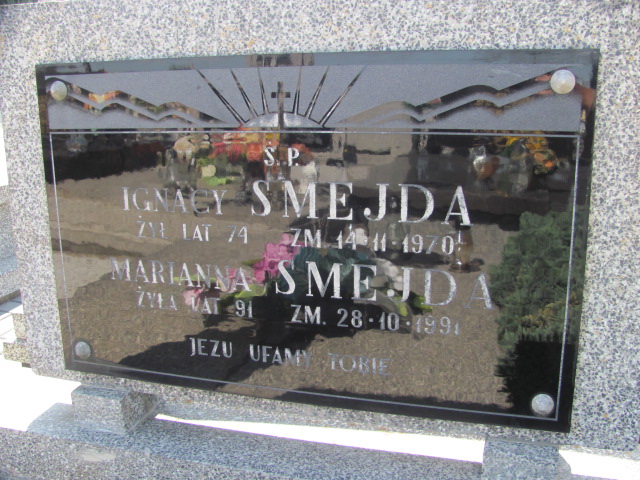 Ś.P.
IGNACY SMEJDA
ŻYŁ LAT 74 ZM. 14·11·1970
MARIANNA SMEJDA
ŻYŁA LAT 91 ZM. 28·10·1991
JEZU UFAMY TOBIE